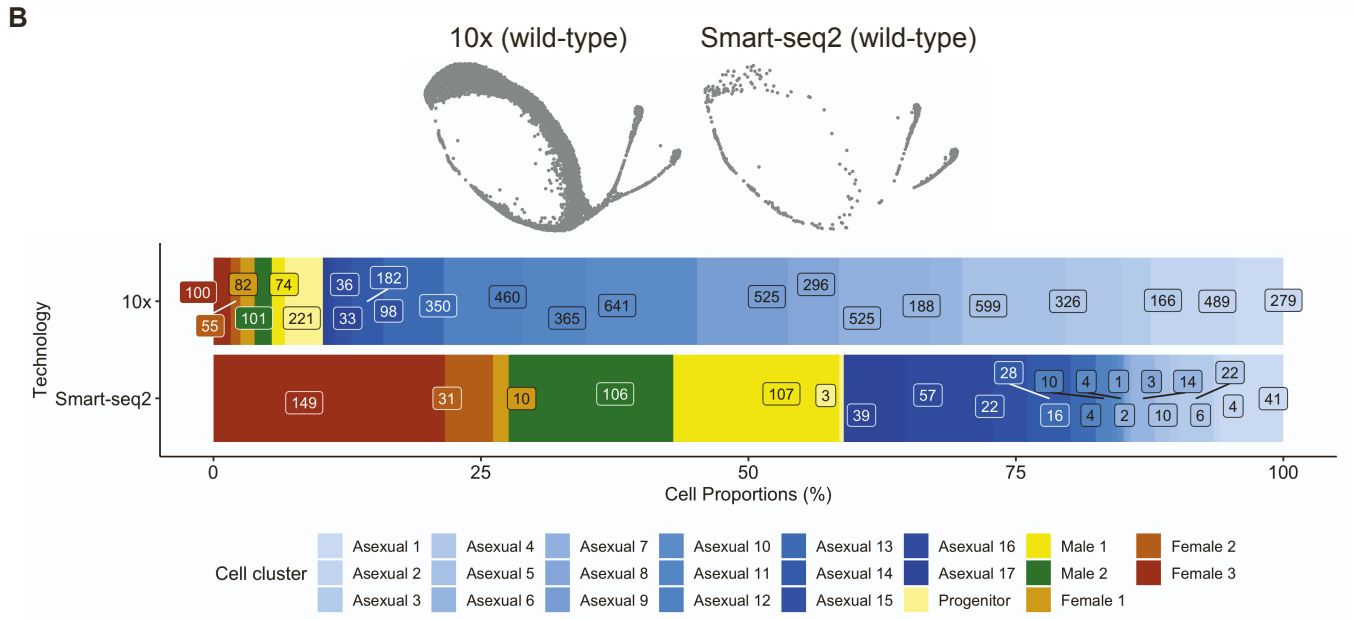 B
10x (wild-type) Smart-seq2 (wild-type)
Technology
10x
100 82 74 36 182 460 296
55 101 221 33 98 350 365 641 525 525 188 599 326 166 489 279
Smart-seq2
149 31 10 106 107 3 39 57 22 28 10 4 1 3 14 22
16 4 2 10 6 4 41
0 25 50 75 100
Cell Proportions (%)
Cell cluster
Asexual 1 Asexual 4 Asexual 7 Asexual 10 Asexual 13 Asexual 16 Male 1 Female 2
Asexual 2 Asexual 5 Asexual 8 Asexual 11 Asexual 14 Asexual 17 Male 2 Female 3
Asexual 3 Asexual 6 Asexual 9 Asexual 12 Asexual 15 Progenitor Female 1